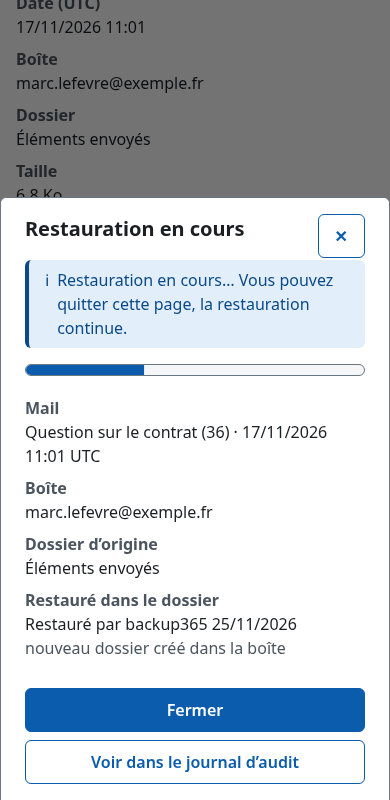 Date (UTC)
17/11/2026 11:01
Boîte
marc.lefevre@exemple.fr
Dossier
Éléments envoyés
Taille
6,8 Ko
Restauration en cours
×
i Restauration en cours… Vous pouvez
quitter cette page, la restauration
continue.
Mail
Question sur le contrat (36) · 17/11/2026
11:01 UTC
Boîte
marc.lefevre@exemple.fr
Dossier d’origine
Éléments envoyés
Restauré dans le dossier
Restauré par backup365 25/11/2026
nouveau dossier créé dans la boîte
Fermer
Voir dans le journal d’audit